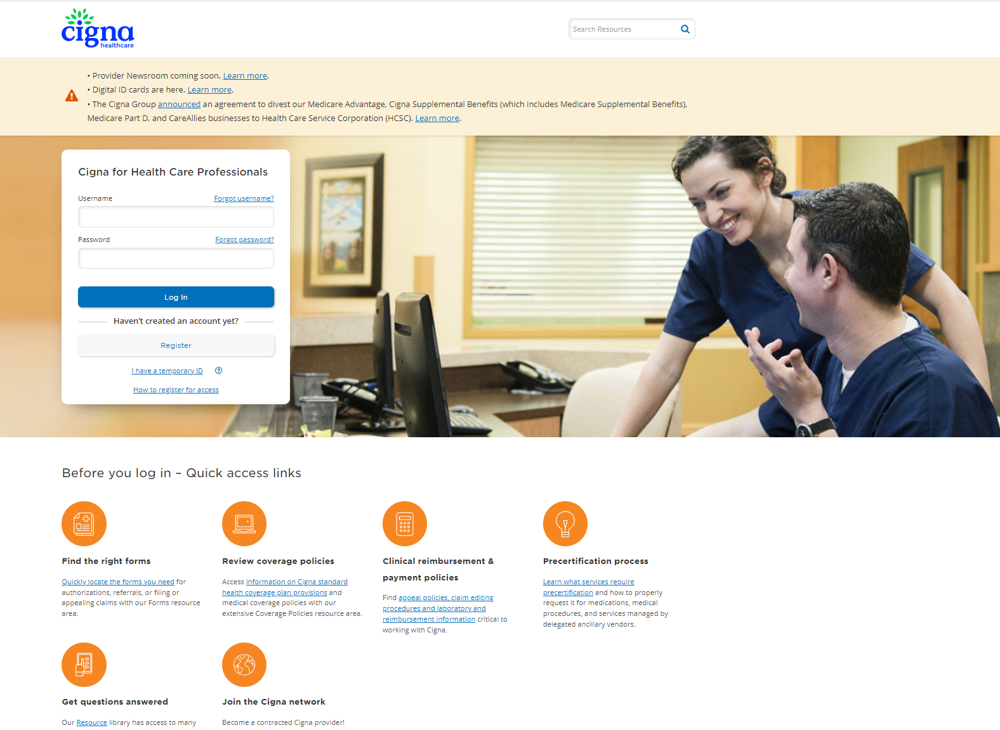 cigna
healthcare
Search Resources
• Provider Newsroom coming soon. Learn more.
• Digital ID cards are here. Learn more.
• The Cigna Group announced an agreement to divest our Medicare Advantage, Cigna Supplemental Benefits (which includes Medicare Supplemental Benefits),
Medicare Part D, and CareAllies businesses to Health Care Service Corporation (HCSC). Learn more.
Cigna for Health Care Professionals
Username Forgot username?
Password Forgot password?
Log In
Haven't created an account yet?
Register
I have a temporary ID ?
How to register for access
Before you log in – Quick access links
Find the right forms
Quickly locate the forms you need for
authorizations, referrals, or filing or
appealing claims with our Forms resource
area.
Review coverage policies
Access information on Cigna standard
health coverage plan provisions and
medical coverage policies with our
extensive Coverage Policies resource area.
Clinical reimbursement &
payment policies
Find appeal policies, claim editing
procedures and laboratory and
reimbursement information critical to
working with Cigna.
Precertification process
Learn what services require
precertification and how to properly
request it for medications, medical
procedures, and services managed by
delegated ancillary vendors.
Get questions answered
Our Resource library has access to many
Join the Cigna network
Become a contracted Cigna provider!